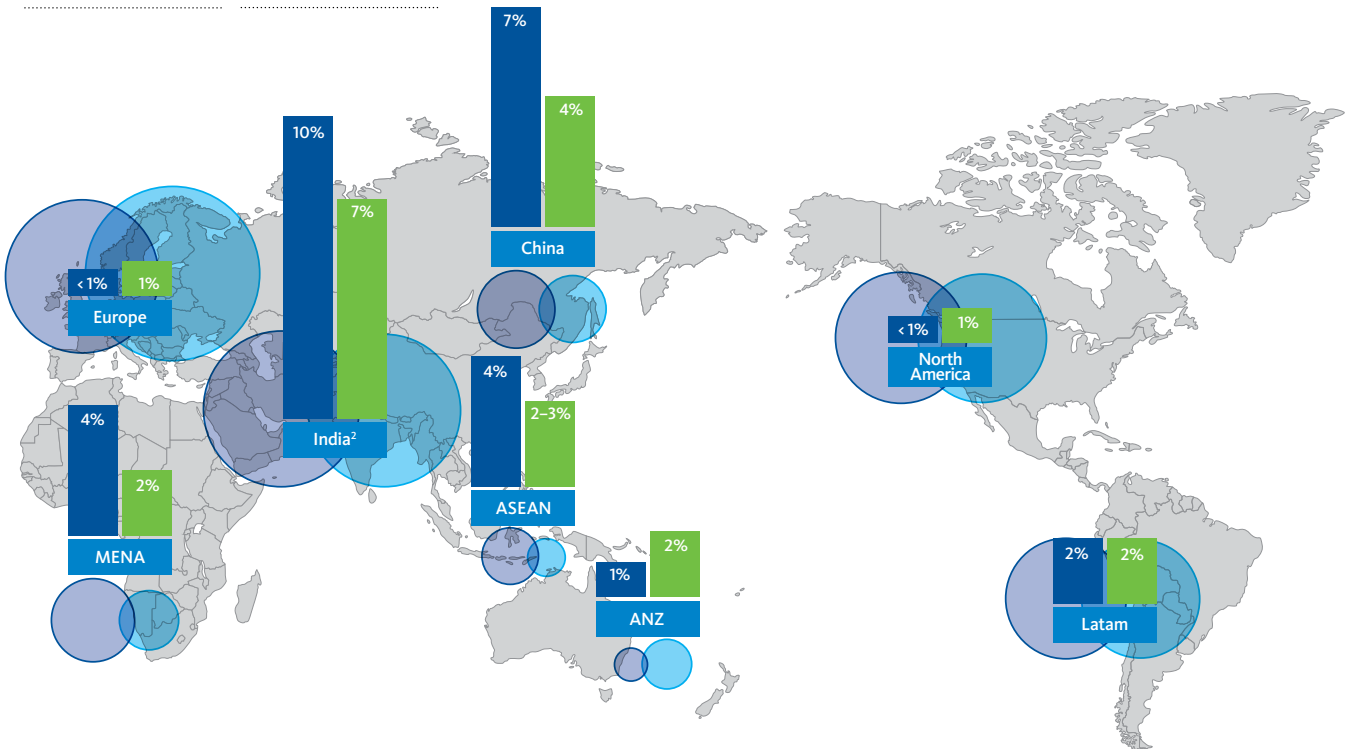 7%
4%
China
10%
7%
India²
<1%
1%
Europe
4%
2–3%
ASEAN
4%
2%
MENA
1%
2%
ANZ
<1%
1%
North
America
2%
2%
Latam